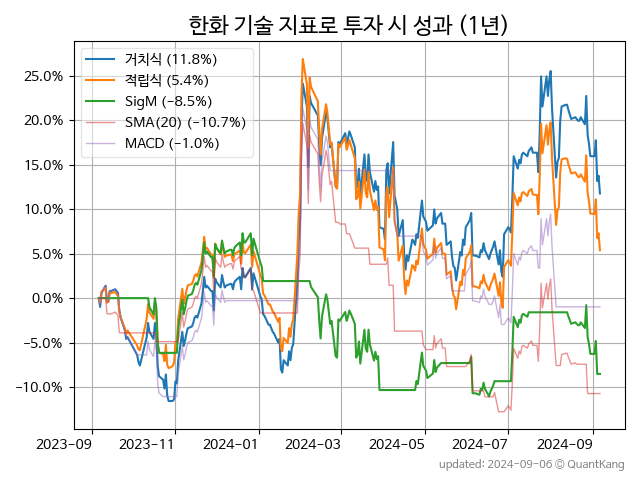 한화 기술 지표로 투자 시 성과 (1년)
거치식 (11.8%)
적립식 (5.4%)
SigM (−8.5%)
SMA(20) (−10.7%)
MACD (−1.0%)
25.0%
20.0%
15.0%
10.0%
5.0%
0.0%
−5.0%
−10.0%
2023-09 2023-11 2024-01 2024-03 2024-05 2024-07 2024-09
updated: 2024-09-06 © QuantKang